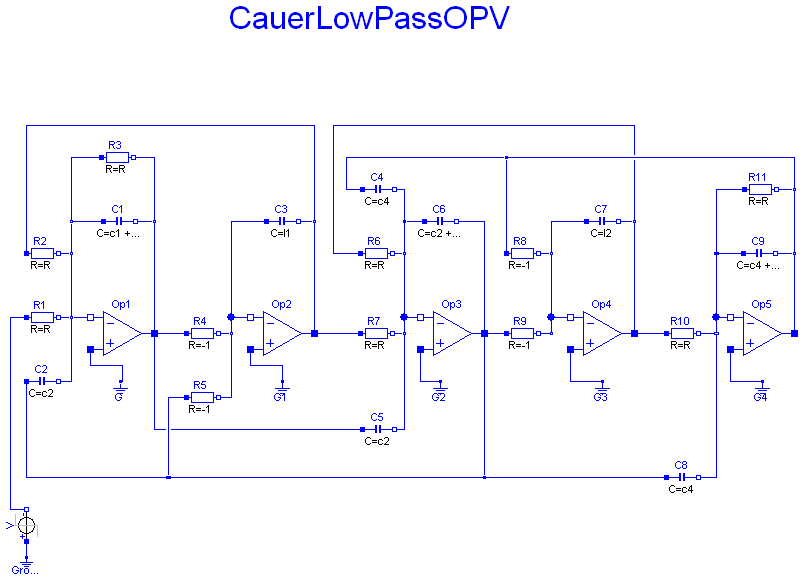 CauerLowPassOPV
R3
R=R
C4
C=c4
R11
R=R
C1
C=c1 +...
C3
C=l1
C6
C=c2 +...
C7
C=l2
R2
R=R
R6
R=R
R8
R=-1
C9
C=c4 +...
R1
R=R
Op1
Op2
Op3
Op4
Op5
R4
R=-1
R7
R=R
R9
R=-1
R10
R=R
C2
C=c2
R5
R=-1
G
G1
G2
G3
G4
C5
C=c2
C8
C=c4
V
Gro...